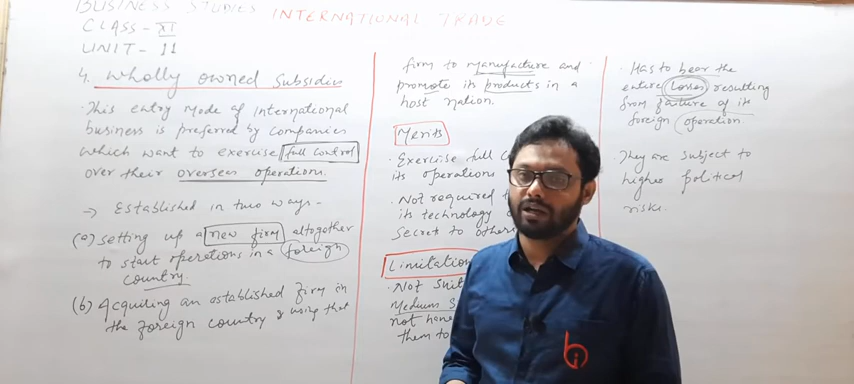 BUSINESS STUDIES INTERNATIONAL TRADE
CLASS - XI
UNIT - 11
4. Wholly owned Subsidies
· This entry mode of International
business is preferred by companies
which want to exercise full control
over their overseas operations.
→ Established in two ways -
(a) Setting up a new firm altogether
to start operations in a foreign
country.
(b) Acquiring an established firm in
the foreign country & using that
firm to manufacture and
promote its products in a
host nation.
Merits
· Exercise full
its operations
· Not required
its technology
secret to
Limitation
· Not
Medium
not
them to
· Has to bear the
entire Losses resulting
from failure of its
foreign operation.
· They are subject to
higher political
risks.